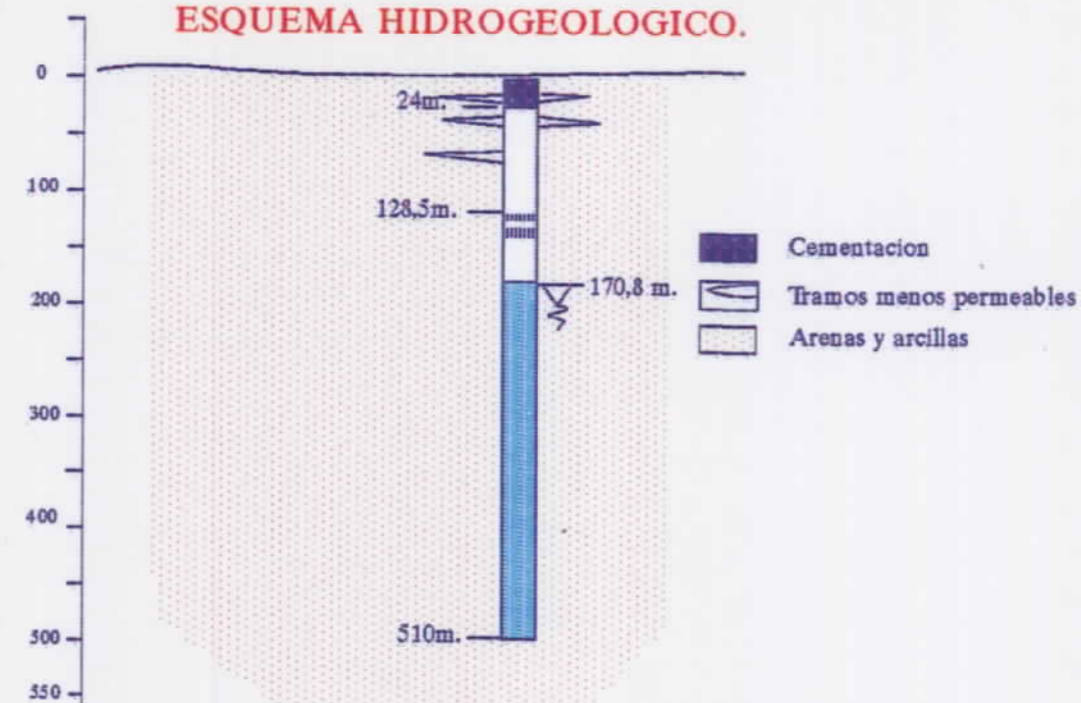 ESQUEMA HIDROGEOLOGICO.
0
24m.
100
128,5m.
Cementacion
170,8 m.
Tramos menos permeables
200
Arenas y arcillas
300
400
510m.
500
550